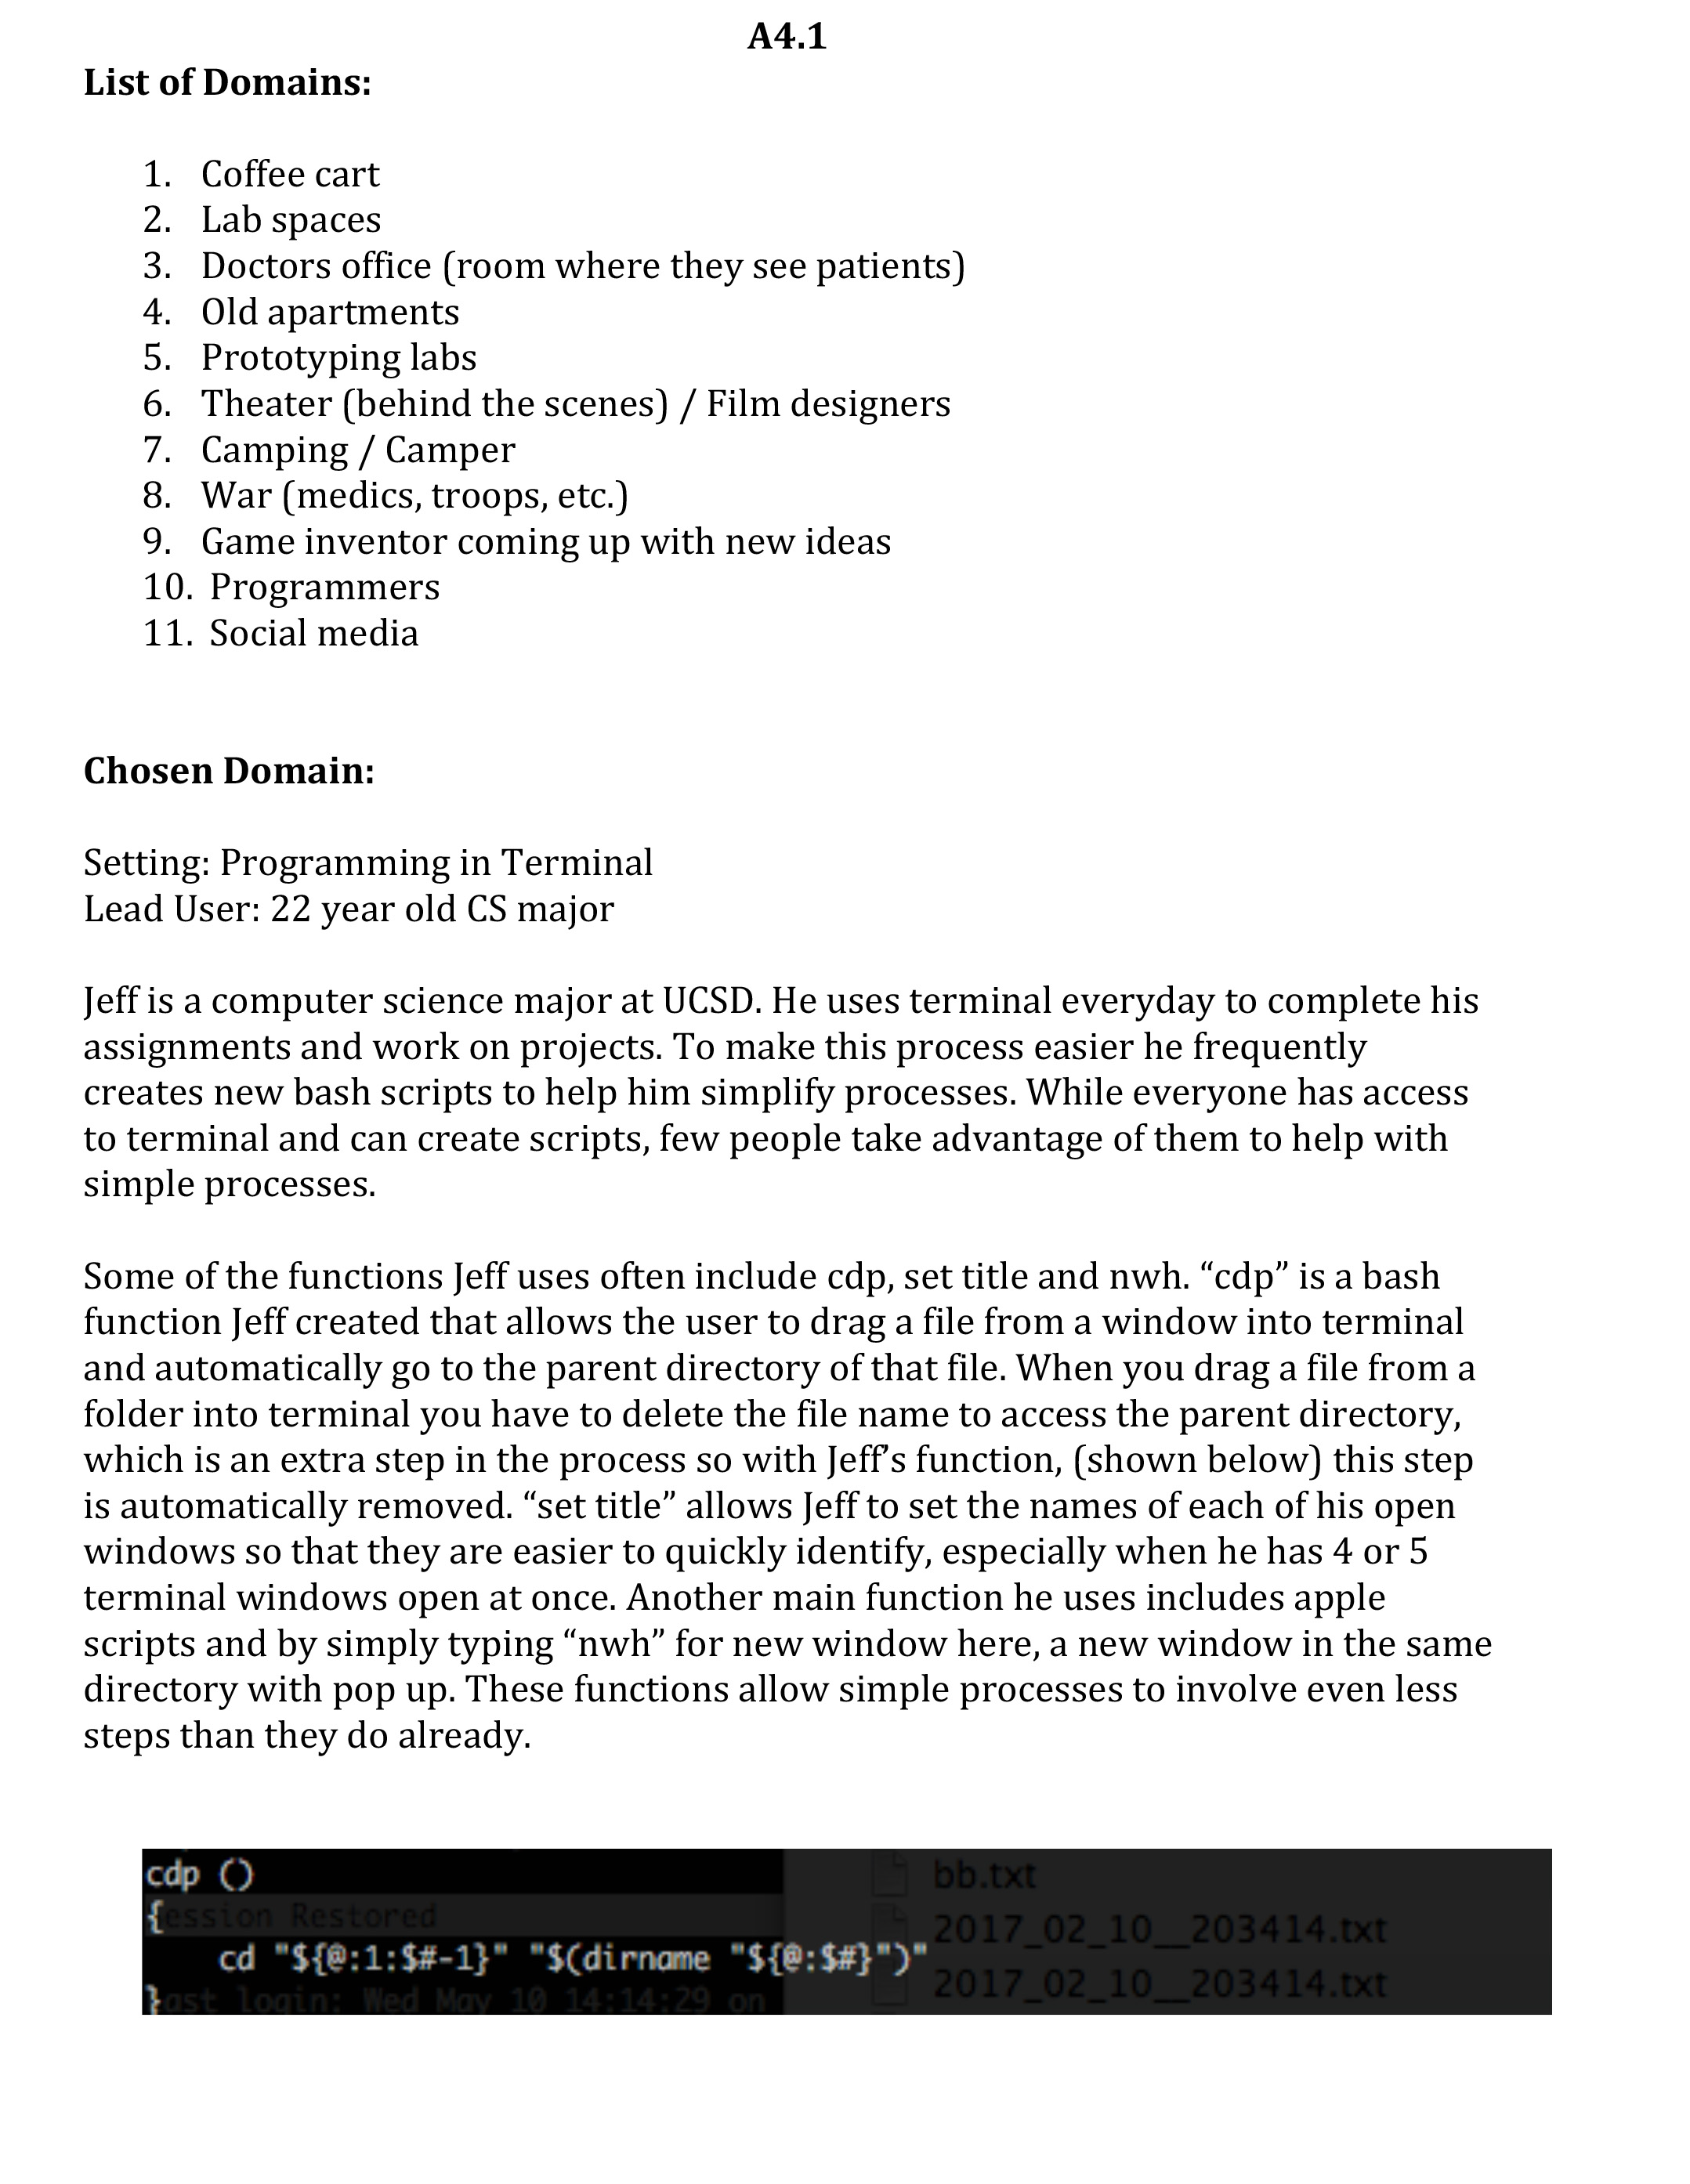 A4.1
List of Domains:
1. Coffee cart
2. Lab spaces
3. Doctors office (room where they see patients)
4. Old apartments
5. Prototyping labs
6. Theater (behind the scenes) / Film designers
7. Camping / Camper
8. War (medics, troops, etc.)
9. Game inventor coming up with new ideas
10. Programmers
11. Social media
Chosen Domain:
Setting: Programming in Terminal
Lead User: 22 year old CS major
Jeff is a computer science major at UCSD. He uses terminal everyday to complete his
assignments and work on projects. To make this process easier he frequently
creates new bash scripts to help him simplify processes. While everyone has access
to terminal and can create scripts, few people take advantage of them to help with
simple processes.
Some of the functions Jeff uses often include cdp, set title and nwh. “cdp” is a bash
function Jeff created that allows the user to drag a file from a window into terminal
and automatically go to the parent directory of that file. When you drag a file from a
folder into terminal you have to delete the file name to access the parent directory,
which is an extra step in the process so with Jeff’s function, (shown below) this step
is automatically removed. “set title” allows Jeff to set the names of each of his open
windows so that they are easier to quickly identify, especially when he has 4 or 5
terminal windows open at once. Another main function he uses includes apple
scripts and by simply typing “nwh” for new window here, a new window in the same
directory with pop up. These functions allow simple processes to involve even less
steps than they do already.
cdp ()
{ession Restored
cd "${@:1:$#-1}" "$(dirname "${@:$#}")"
}ast login: Wed May 10 14:14:29 on
bb.txt
2017_02_10__203414.txt
2017_02_10__203414.txt